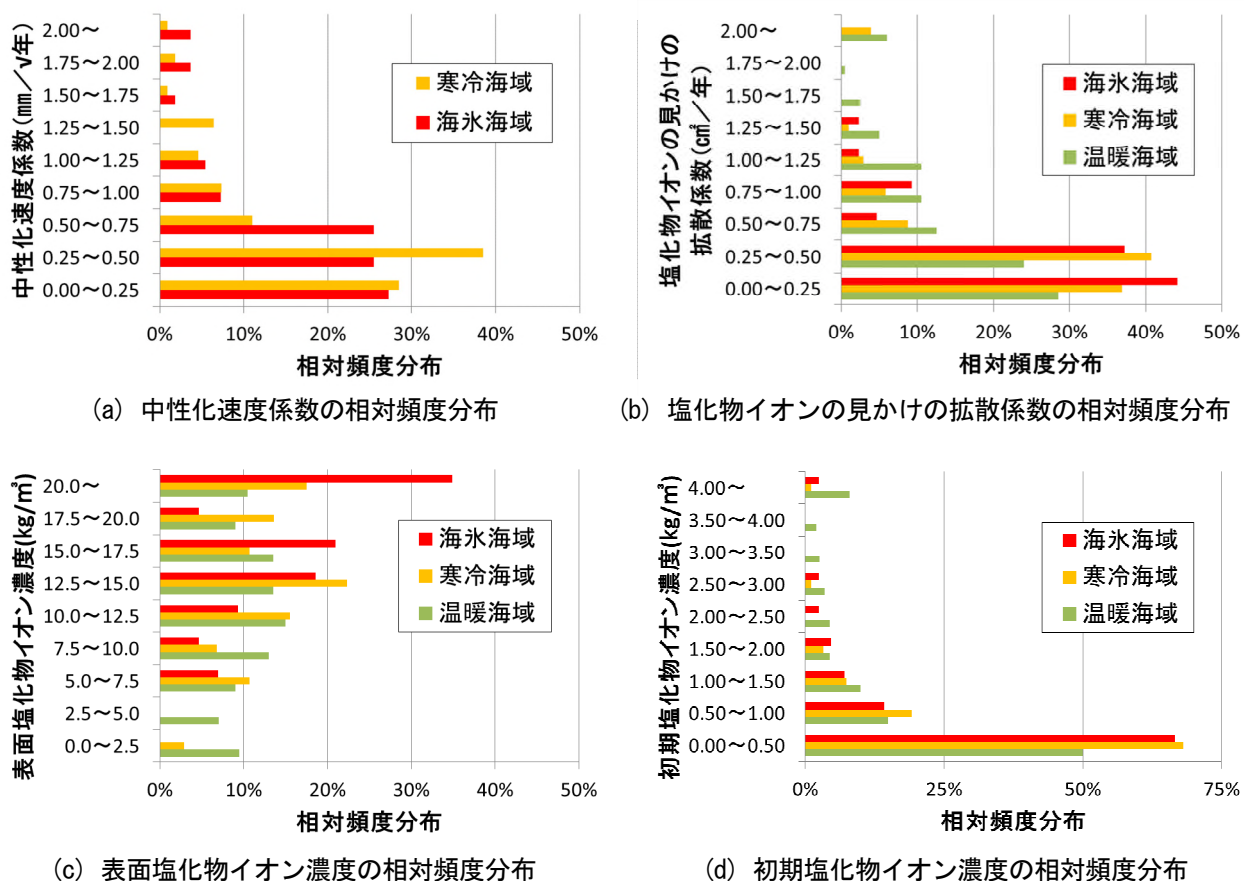 中性化速度係数(㎜/√年)
2.00～
1.75～2.00
1.50～1.75
1.25～1.50
1.00～1.25
0.75～1.00
0.50～0.75
0.25～0.50
0.00～0.25
寒冷海域
海氷海域
0% 10% 20% 30% 40% 50%
相対頻度分布
(a) 中性化速度係数の相対頻度分布
塩化物イオンの見かけの
拡散係数(㎠/年)
2.00～
1.75～2.00
1.50～1.75
1.25～1.50
1.00～1.25
0.75～1.00
0.50～0.75
0.25～0.50
0.00～0.25
海氷海域
寒冷海域
温暖海域
0% 10% 20% 30% 40% 50%
相対頻度分布
(b) 塩化物イオンの見かけの拡散係数の相対頻度分布
表面塩化物イオン濃度(kg/㎥)
20.0～
17.5～20.0
15.0～17.5
12.5～15.0
10.0～12.5
7.5～10.0
5.0～7.5
2.5～5.0
0.0～2.5
海氷海域
寒冷海域
温暖海域
0% 10% 20% 30% 40% 50%
相対頻度分布
(c) 表面塩化物イオン濃度の相対頻度分布
初期塩化物イオン濃度(kg/㎥)
4.00～
3.50～4.00
3.00～3.50
2.50～3.00
2.00～2.50
1.50～2.00
1.00～1.50
0.50～1.00
0.00～0.50
海氷海域
寒冷海域
温暖海域
0% 25% 50% 75%
相対頻度分布
(d) 初期塩化物イオン濃度の相対頻度分布